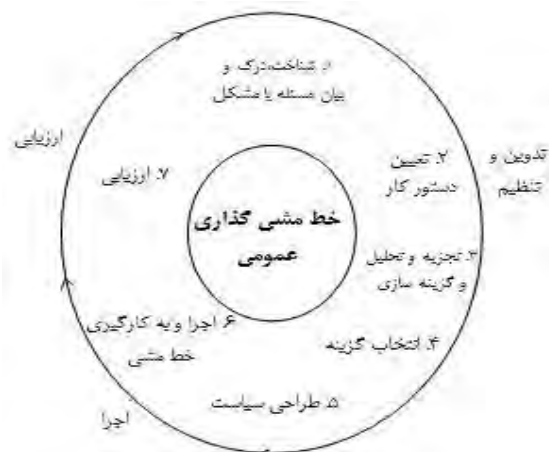 ۱. شناخت،درک و
بیان مسئله یا مشکل
۲. تعیین
دستور کار
۳. تجزیه و تحلیل
و گزینه سازی
۴. انتخاب گزینه
۵. طراحی سیاست
۶. اجرا و به کارگیری
خط مشی
۷. ارزیابی
خط مشی گذاری
عمومی
تدوین و
تنظیم
اجرا
ارزیابی